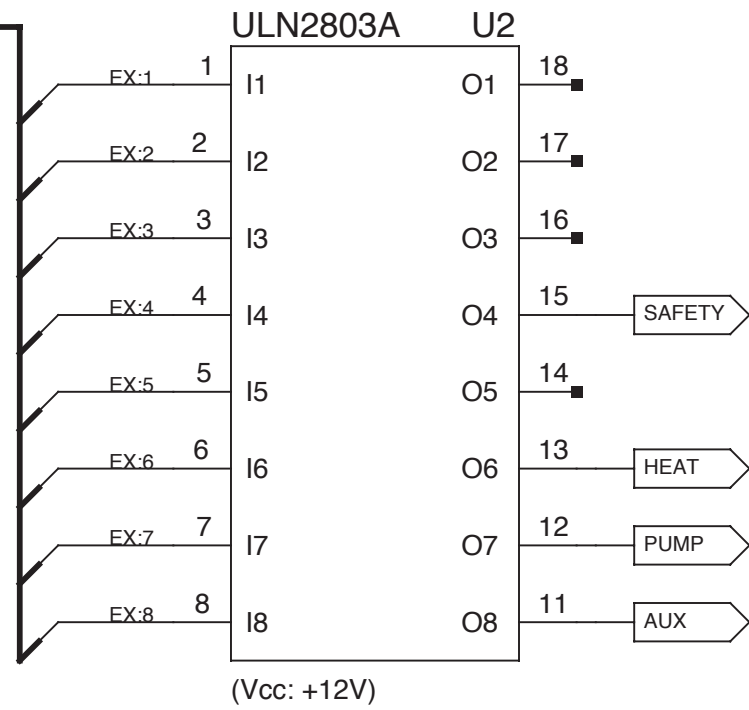 ULN2803A U2
EX:1 1 I1 O1 18
EX:2 2 I2 O2 17
EX:3 3 I3 O3 16
EX:4 4 I4 O4 15 SAFETY
EX:5 5 I5 O5 14
EX:6 6 I6 O6 13 HEAT
EX:7 7 I7 O7 12 PUMP
EX:8 8 I8 O8 11 AUX
(Vcc: +12V)